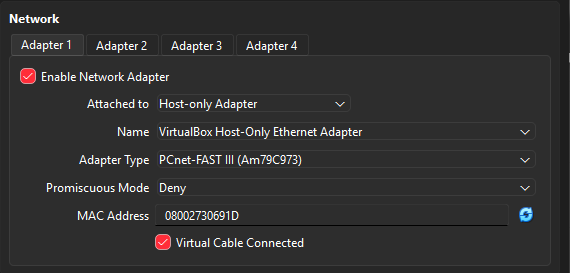 Network
Adapter 1 Adapter 2 Adapter 3 Adapter 4
Enable Network Adapter
Attached to Host-only Adapter
Name VirtualBox Host-Only Ethernet Adapter
Adapter Type PCnet-FAST III (Am79C973)
Promiscuous Mode Deny
MAC Address 08002730691D
Virtual Cable Connected